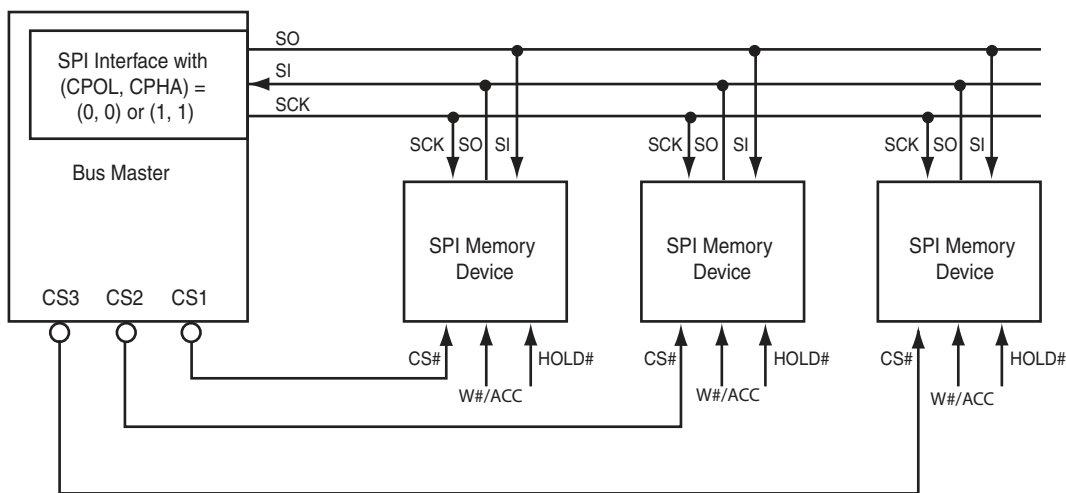 SO
SPI Interface with
(CPOL, CPHA) =
(0, 0) or (1, 1)
SI
SCK
Bus Master
SCK SO SI
SCK SO SI
SCK SO SI
SPI Memory
Device
SPI Memory
Device
SPI Memory
Device
CS3 CS2 CS1
CS# HOLD#
W#/ACC
CS# HOLD#
W#/ACC
CS# HOLD#
W#/ACC